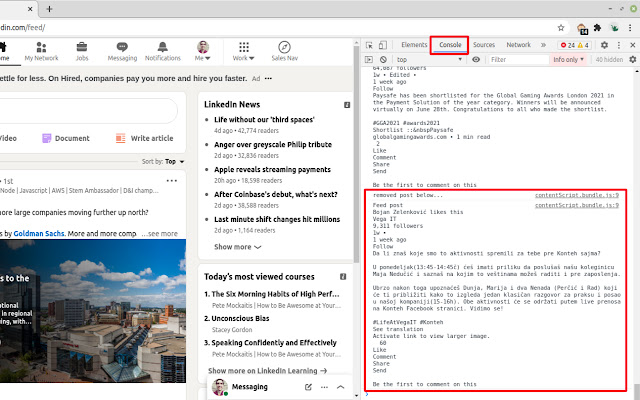 din.com/feed/
14
ome
My Network
Jobs
Messaging
Notifications
Me
Work
Sales Nav
ettle for less. On Hired, companies pay you more and hire you faster. Ad
Video
Document
Write article
Sort by: Top
• 1st
Node | Javascript | AWS | Stem Ambassador | D&I champ...
more large companies moving further up north?
es by Goldman Sachs. More and more comp. ...see more
national
in regional
ng, with
LinkedIn News
Life without our 'third space'
4d ago • 42,774 readers
Anger over greyscale Philip tribute
2d ago • 32,836 readers
Apple reveals streaming payments
20h ago • 18,598 readers
After Coinbase's debut, what's next?
2d ago • 38,588 readers
Last minute shift changes hit millions
2d ago • 1,164 readers
Show more
Today's most viewed courses
1. The Six Morning Habits of High Perf...
Pete Mockaitis | How to Be Awesome at Your...
2. Unconscious Bias
Stacey Gordon
3. Speaking Confidently and Effectively
Pete Mockaitis | How to Be Awesome at Your...
Show more on LinkedIn Learning
Messaging
Elements
Console
Sources
Network
24
4
top
Filter
Info only
40 hidden
64,087 followers
1w • Edited •
1 week ago
Follow
Paysafe has been shortlisted for the Global Gaming Awards London 2021 in
the Payment Solution of the year category. Winners will be announced
virtually on June 28th. Congratulations to all who made the shortlist.
#GGA2021 #awards2021
Shortlist ::&nbspPaysafe
globalgamingawards.com • 1 min read
2
Like
Comment
Share
Send
Be the first to comment on this
removed post below...
contentScript.bundle.js:9
Feed post
contentScript.bundle.js:9
Bojan Zelenković likes this
Vega IT
9,311 followers
1w •
1 week ago
Follow
Da li znaš koje smo to aktivnosti spremili za tebe pre Konteh sajma?
U ponedeljak(13:45-14:45č) ćeš imati priliku da poslušaš našu koleginicu
Maja Nedučić i saznaš na kojim to veštinama možeš raditi i pre zaposlenja.
Ubrzo nakon toga upoznaćeš Dunja, Marija i dva Nenada (Perčić i Rad) koji
će ti približiti kako to izgleda jedan klasičan razgovor za praksu i posao
u našoj kompaniji(15-16h). Obe aktivnosti će se održati putem live prenosa
na Konteh Facebook stranici. Vidimo se!
#LifeAtVegaIT #Konteh
See translation
Activate link to view larger image.
60
Like
Comment
Share
Send
Be the first to comment on this